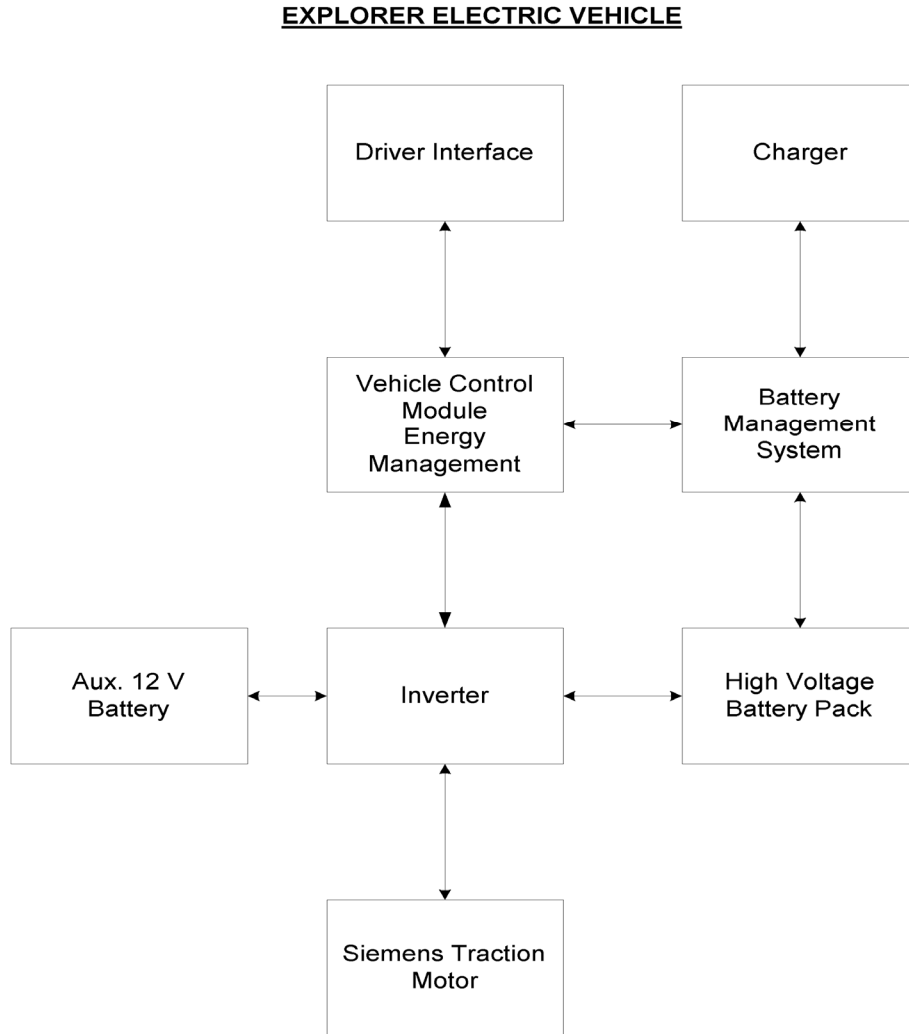 EXPLORER ELECTRIC VEHICLE
Driver Interface
Charger
Vehicle Control
Module
Energy
Management
Battery
Management
System
Aux. 12 V
Battery
Inverter
High Voltage
Battery Pack
Siemens Traction
Motor